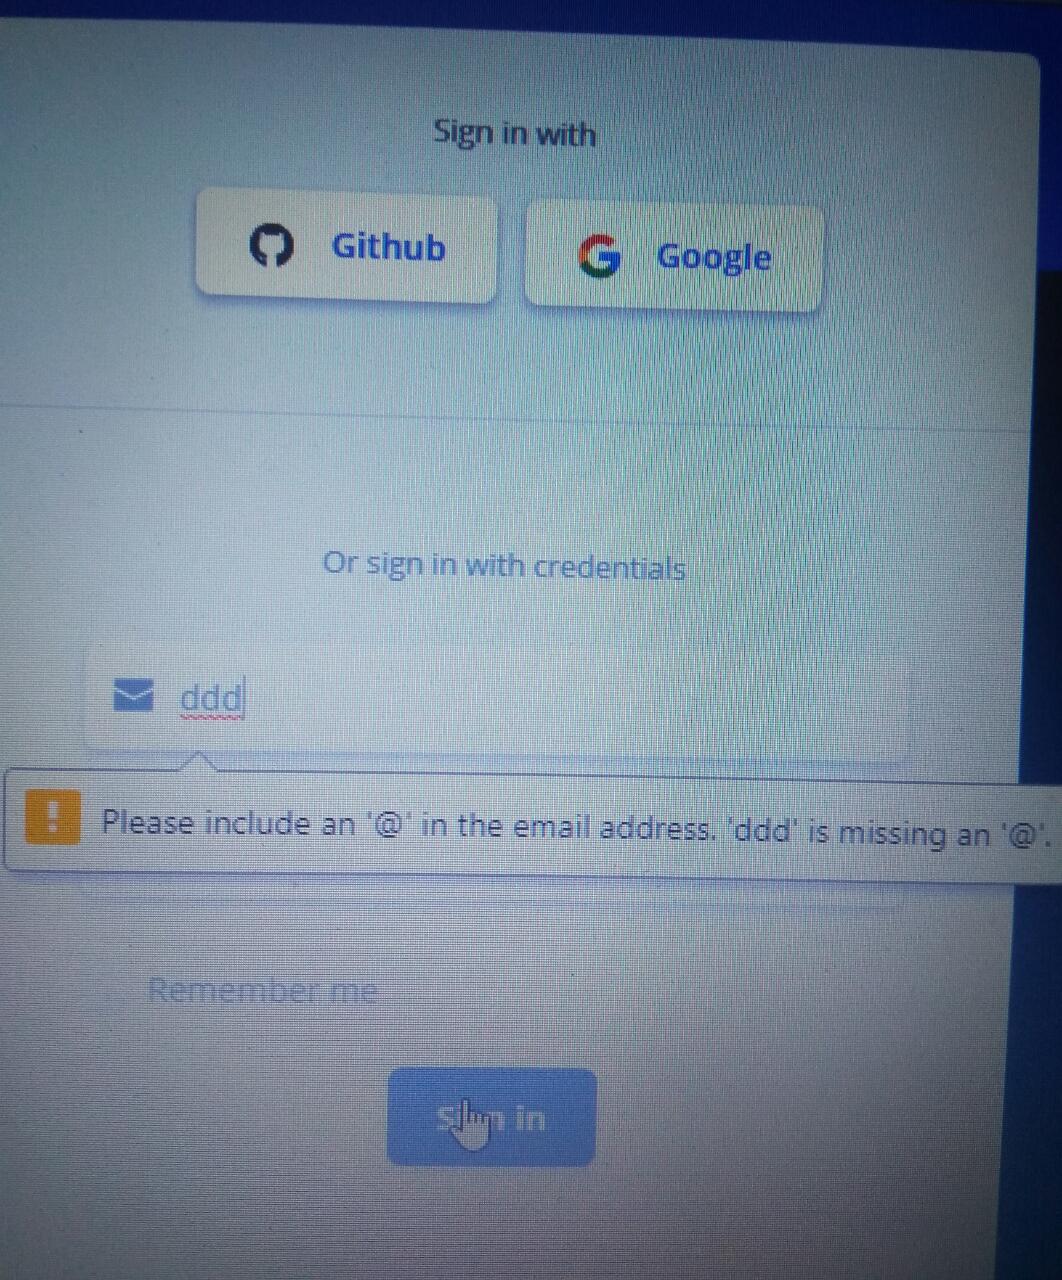 Sign in with
Github
Google
Or sign in with credentials
ddd
Please include an '@' in the email address. 'ddd' is missing an '@'.
Remember me
Sign in